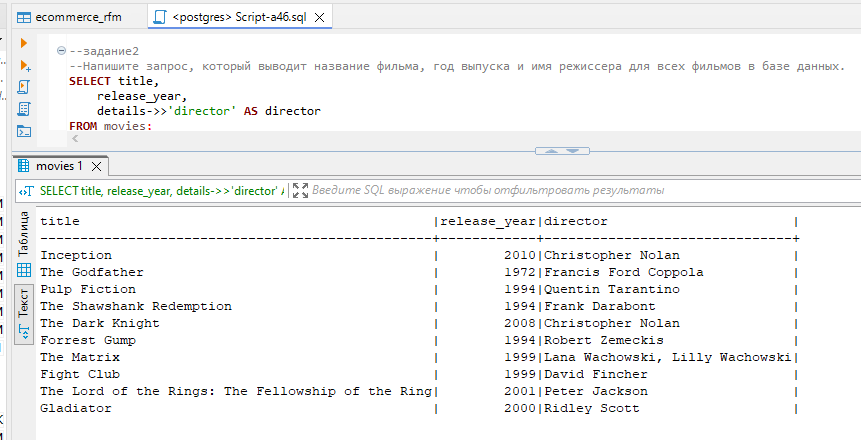 ecommerce_rfm
<postgres> Script-a46.sql
--задание2
--Напишите запрос, который выводит название фильма, год выпуска и имя режиссера для всех фильмов в базе данных.
SELECT title,
release_year,
details->>'director' AS director
FROM movies;
movies 1
SELECT title, release_year, details->>'director' A
Введите SQL выражение чтобы отфильтровать результаты
Таблица
Текст
title |release_year|director |
------------------------------------------------+------------+------------------------------+
Inception | 2010|Christopher Nolan |
The Godfather | 1972|Francis Ford Coppola |
Pulp Fiction | 1994|Quentin Tarantino |
The Shawshank Redemption | 1994|Frank Darabont |
The Dark Knight | 2008|Christopher Nolan |
Forrest Gump | 1994|Robert Zemeckis |
The Matrix | 1999|Lana Wachowski, Lilly Wachowski|
Fight Club | 1999|David Fincher |
The Lord of the Rings: The Fellowship of the Ring| 2001|Peter Jackson |
Gladiator | 2000|Ridley Scott |